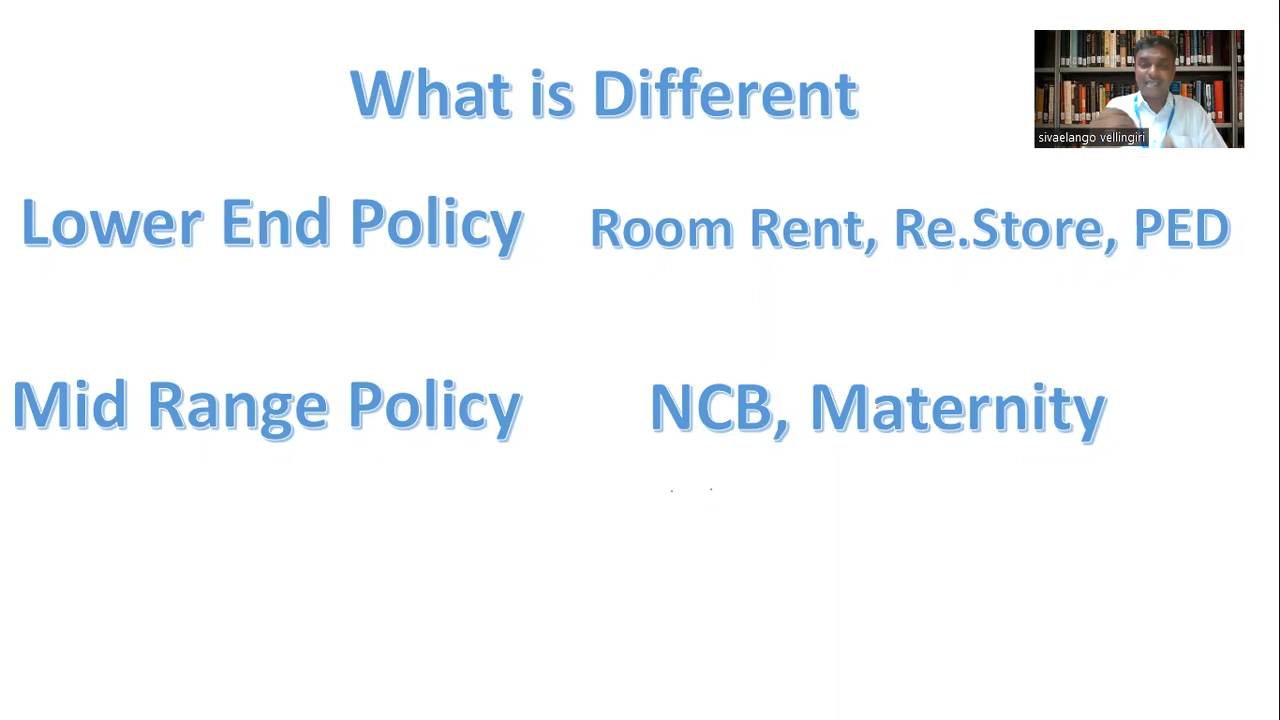 What is Different
sivaelango vellingiri
Lower End Policy
Room Rent, Re.Store, PED
Mid Range Policy
NCB, Maternity